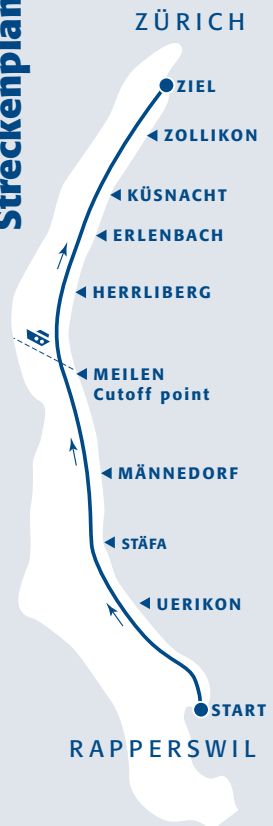 Streckenplan
ZÜRICH
ZIEL
ZOLLIKON
KÜSNACHT
ERLENBACH
HERRLIBERG
MEILEN
Cutoff point
MÄNNEDORF
STÄFA
UERIKON
START
RAPPERSWIL